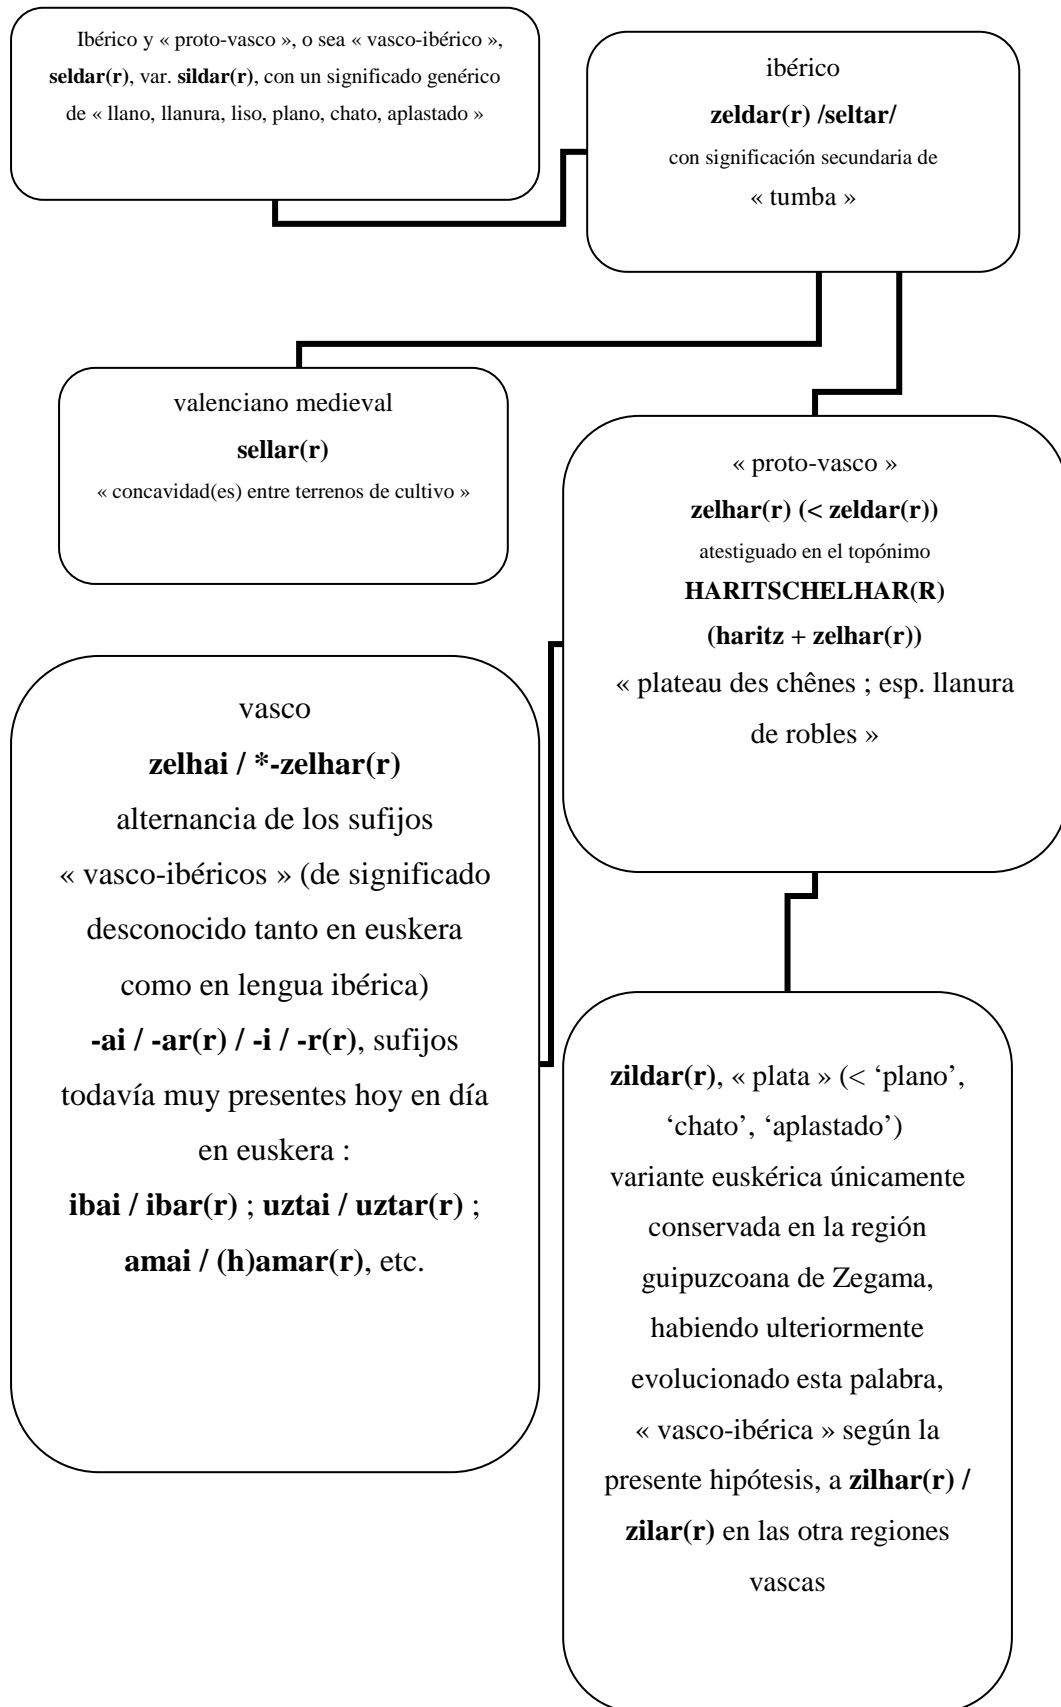 Ibérico y « proto-vasco », o sea « vasco-ibérico »,
seldar(r), var. sildar(r), con un significado genérico
de « llano, llanura, liso, plano, chato, aplastado »
ibérico
zeldar(r) /seltar/
con significación secundaria de
« tumba »
valenciano medieval
sellar(r)
« concavidad(es) entre terrenos de cultivo »
« proto-vasco »
zelhar(r) (< zeldar(r))
atestiguado en el topónimo
HARITSCHELHAR(R)
(haritz + zelhar(r))
« plateau des chênes ; esp. llanura
de robles »
vasco
zelhai / *-zelhar(r)
alternancia de los sufijos
« vasco-ibéricos » (de significado
desconocido tanto en euskera
como en lengua ibérica)
-ai / -ar(r) / -i / -r(r), sufijos
todavía muy presentes hoy en día
en euskera :
ibai / ibar(r) ; uztai / uztar(r) ;
amai / (h)amar(r), etc.
zildar(r), « plata » (< ‘plano’,
‘chato’, ‘aplastado’)
variante euskérica únicamente
conservada en la región
guipuzcoana de Zegama,
habiendo ulteriormente
evolucionado esta palabra,
« vasco-ibérica » según la
presente hipótesis, a zilhar(r) /
zilar(r) en las otra regiones
vascas